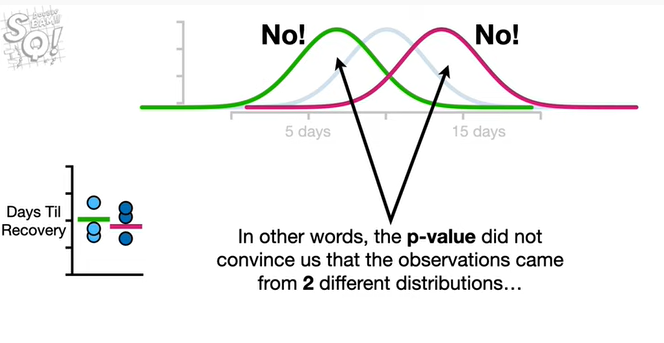 STATQUEST!!!
No! No!
5 days 15 days
Days Til
Recovery
In other words, the p-value did not
convince us that the observations came
from 2 different distributions…